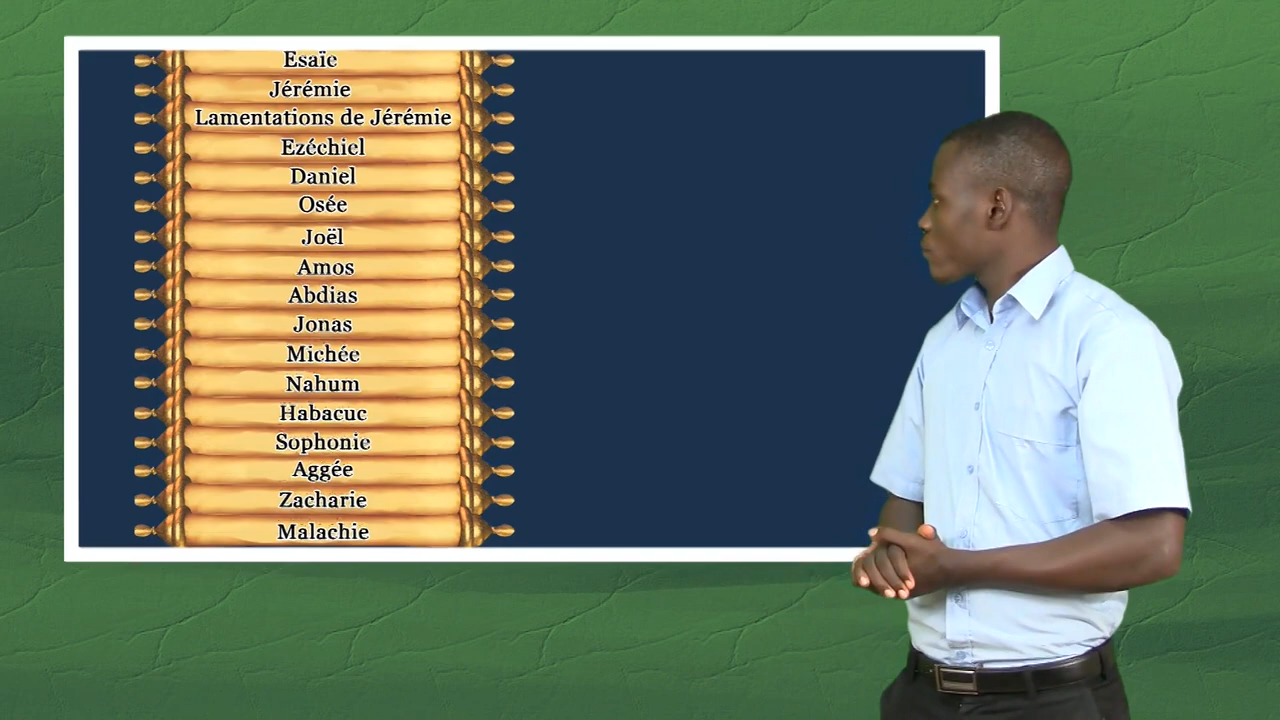 Esaïe
Jérémie
Lamentations de Jérémie
Ezéchiel
Daniel
Osée
Joël
Amos
Abdias
Jonas
Michée
Nahum
Habacuc
Sophonie
Aggée
Zacharie
Malachie